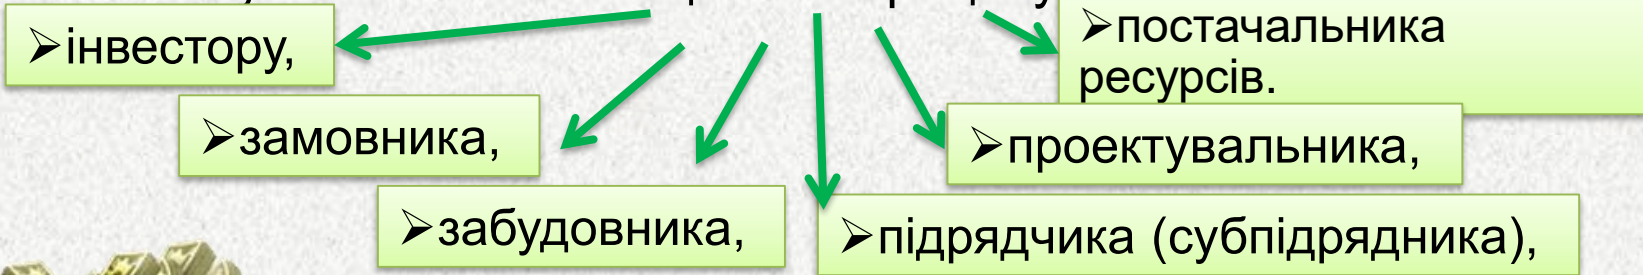 ➢інвестору,
➢постачальника
ресурсів.
➢замовника,
➢проектувальника,
➢забудовника,
➢підрядчика (субпідрядника),